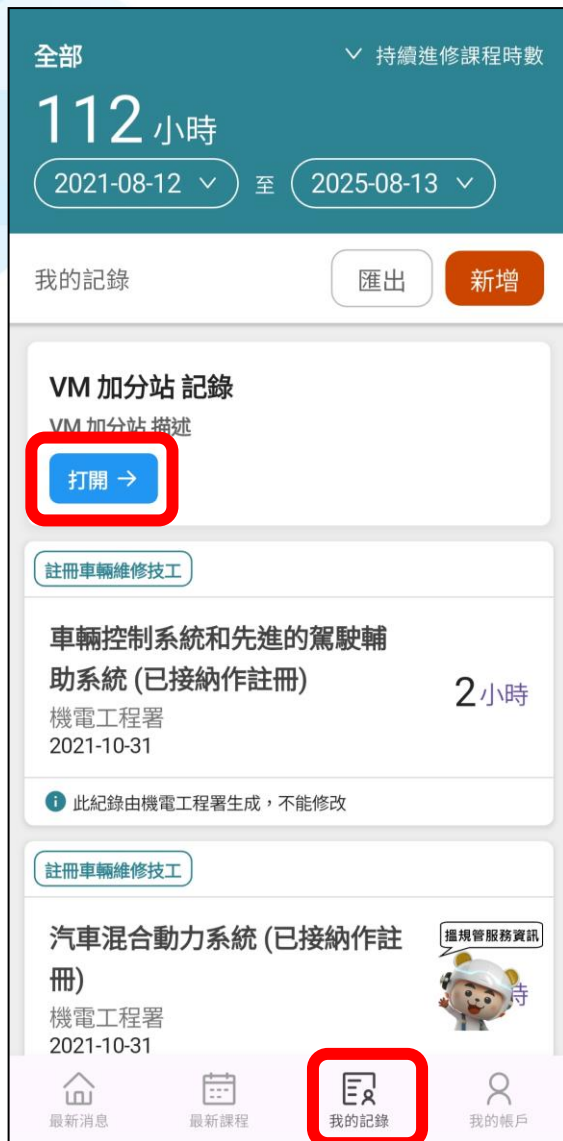 全部
持續進修課程時數
112 小時
2021-08-12 至 2025-08-13
我的記錄 匯出 新增
VM 加分站 記錄
VM 加分站 描述
打開 →
註冊車輛維修技工
車輛控制系統和先進的駕駛輔
助系統 (已接納作註冊)
2小時
機電工程署
2021-10-31
此紀錄由機電工程署生成，不能修改
註冊車輛維修技工
汽車混合動力系統 (已接納作註
冊)
搵規管服務資訊
時
機電工程署
2021-10-31
最新消息 最新課程 我的記錄 我的帳戶